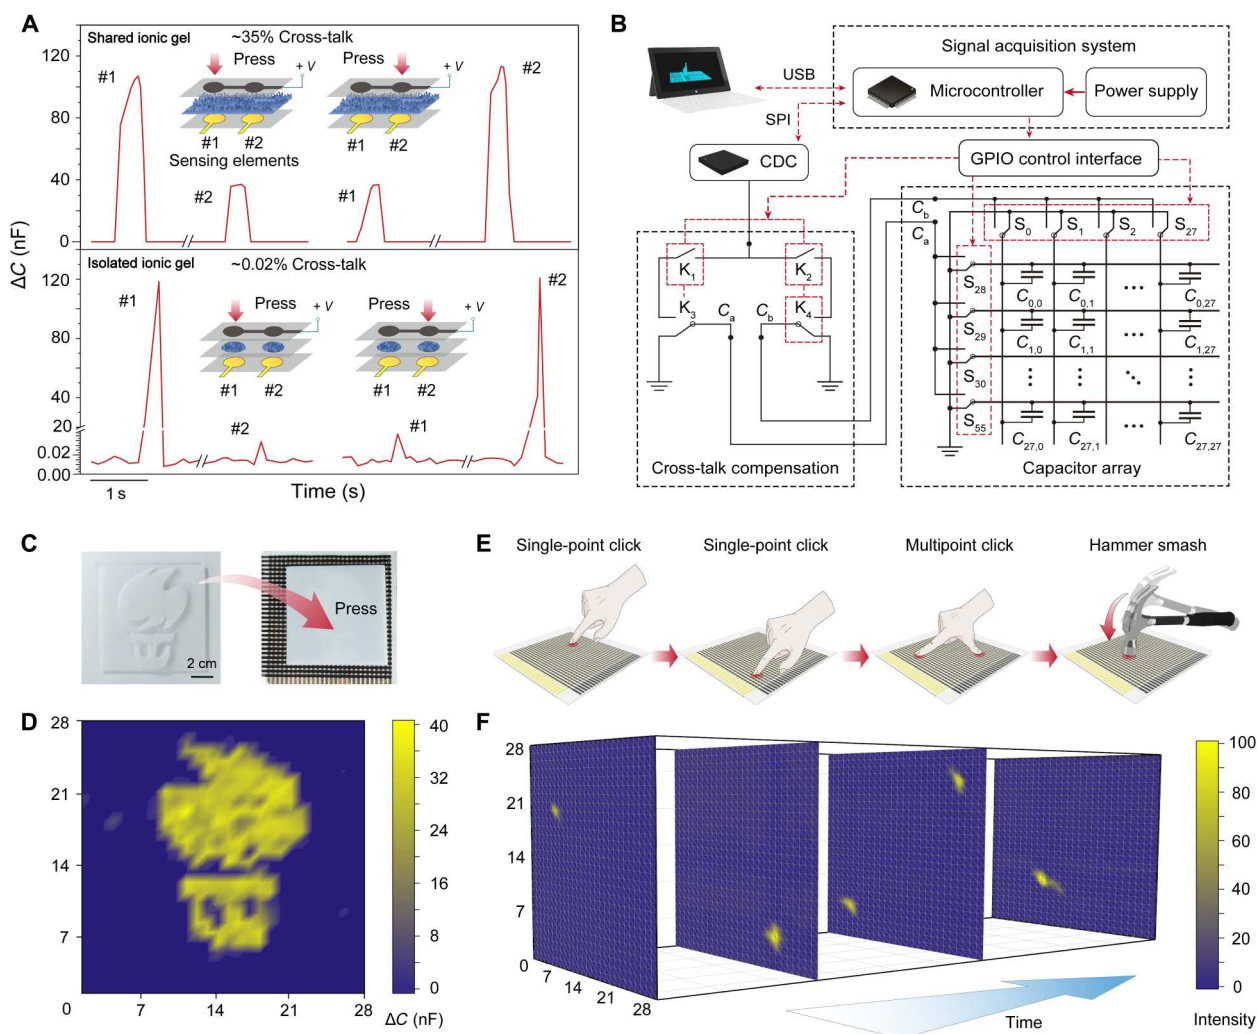 A
Shared ionic gel
~35% Cross-talk
120
80
40
0
#1
Press
+ V
Press
+ V
#2
#1 #2
#1 #2
Sensing elements
#2
#1
ΔC (nF)
Isolated ionic gel
~0.02% Cross-talk
120
80
60
40
20
0.02
0.00
#1
Press
+ V
Press
+ V
#2
#1 #2
#1 #2
#2
#1
1 s
Time (s)
B
Signal acquisition system
USB
Microcontroller
Power supply
SPI
CDC
GPIO control interface
Cb
Ca
S0
S1
S2
S27
K1
K2
K3
Ca
Cb
K4
S28
C0,0
C0,1
C0,27
S29
C1,0
C1,1
C1,27
S30
S55
C27,0
C27,1
C27,27
Cross-talk compensation
Capacitor array
C
Press
2 cm
E
Single-point click
Single-point click
Multipoint click
Hammer smash
D
28
21
14
7
0
7
14
21
28
40
32
24
16
8
0
ΔC (nF)
F
28
21
14
7
0
7
14
21
28
Time
100
80
60
40
20
0
Intensity